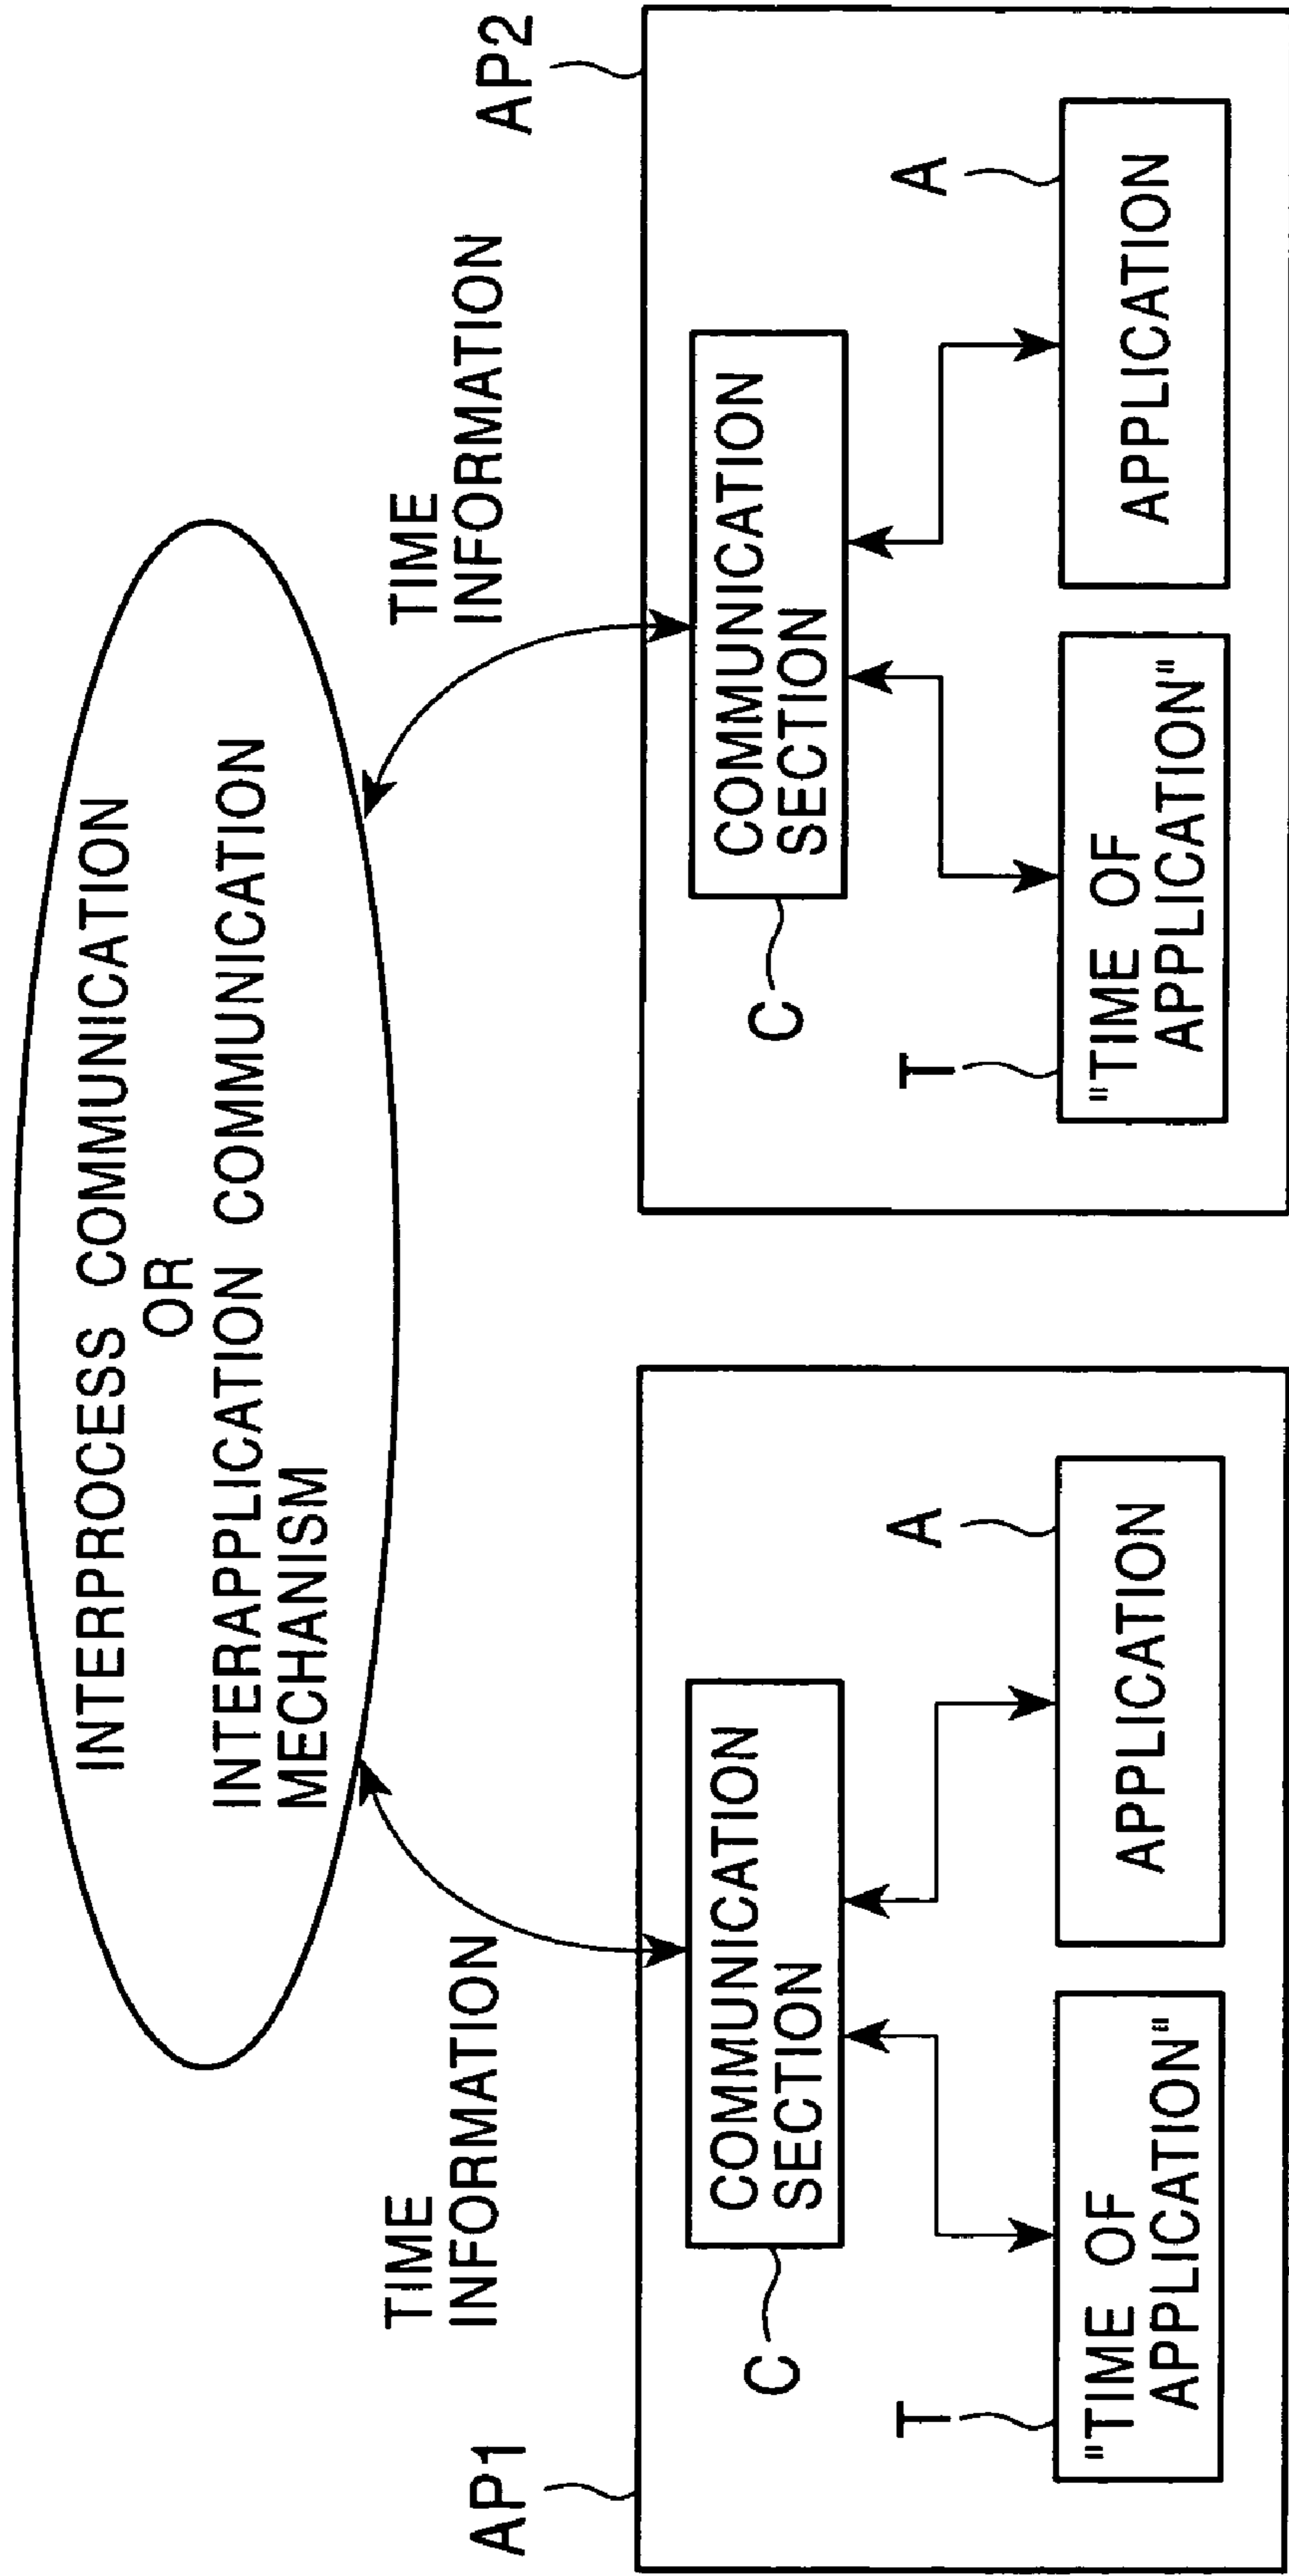 INTERPROCESS COMMUNICATION
OR
INTERAPPLICATION COMMUNICATION
MECHANISM
TIME
INFORMATION
TIME
INFORMATION
AP1
AP2
COMMUNICATION
SECTION
C
T
A
"TIME OF
APPLICATION"
APPLICATION
COMMUNICATION
SECTION
C
T
A
"TIME OF
APPLICATION"
APPLICATION